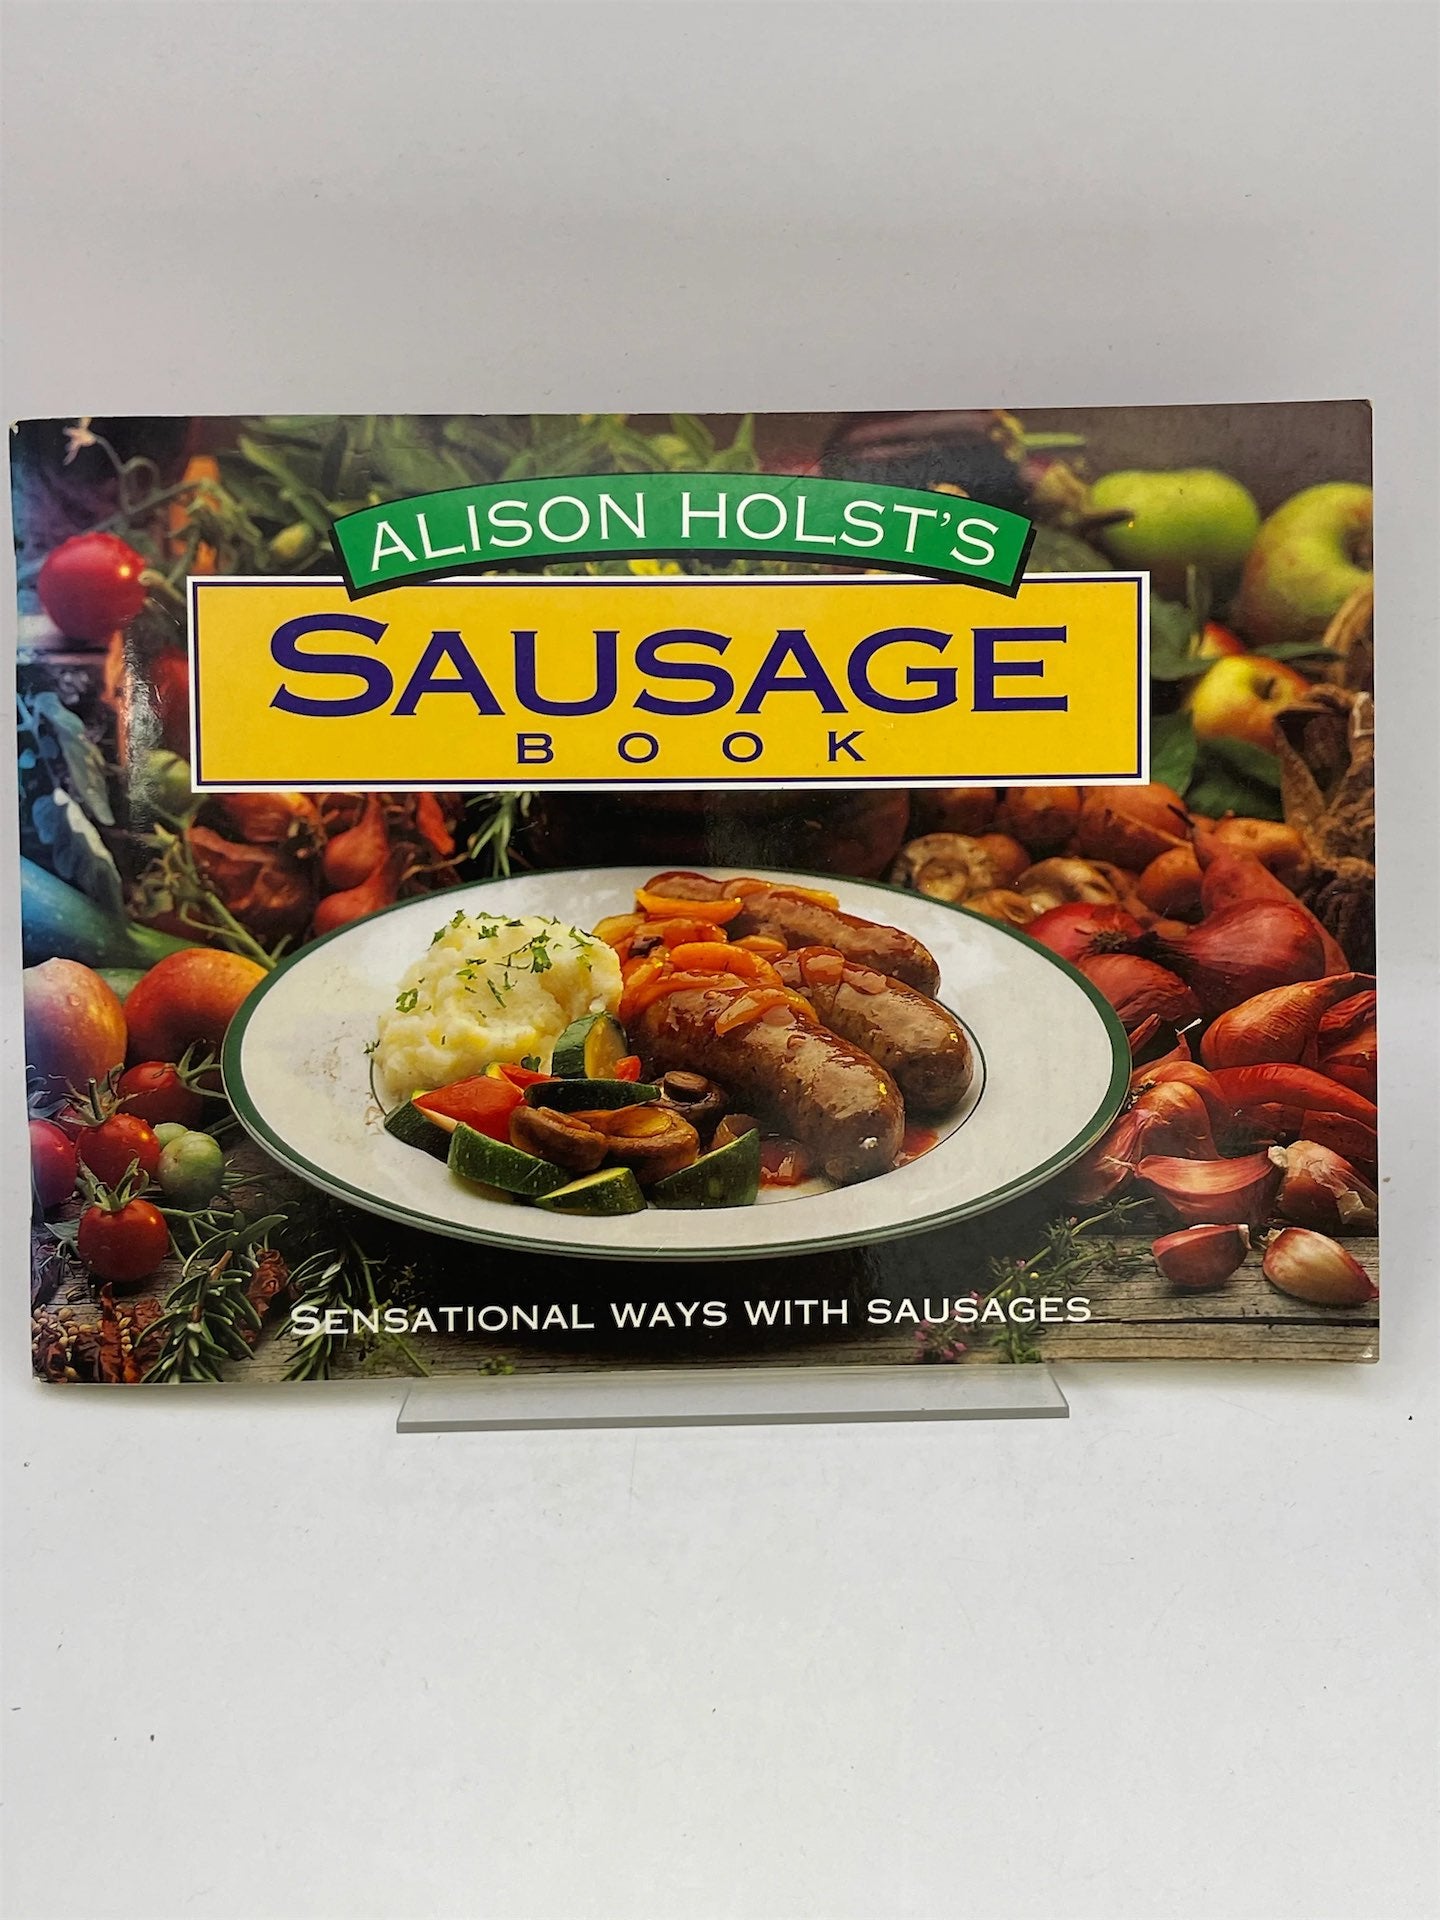 ALISON HOLST'S
SAUSAGE
BOOK
SENSATIONAL WAYS WITH SAUSAGES